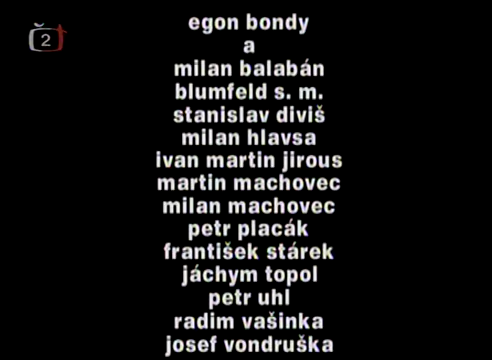 2
egon bondy
a
milan balabán
blumfeld s. m.
stanislav diviš
milan hlavsa
ivan martin jirous
martin machovec
milan machovec
petr placák
františek stárek
jáchym topol
petr uhl
radim vašinka
josef vondruška